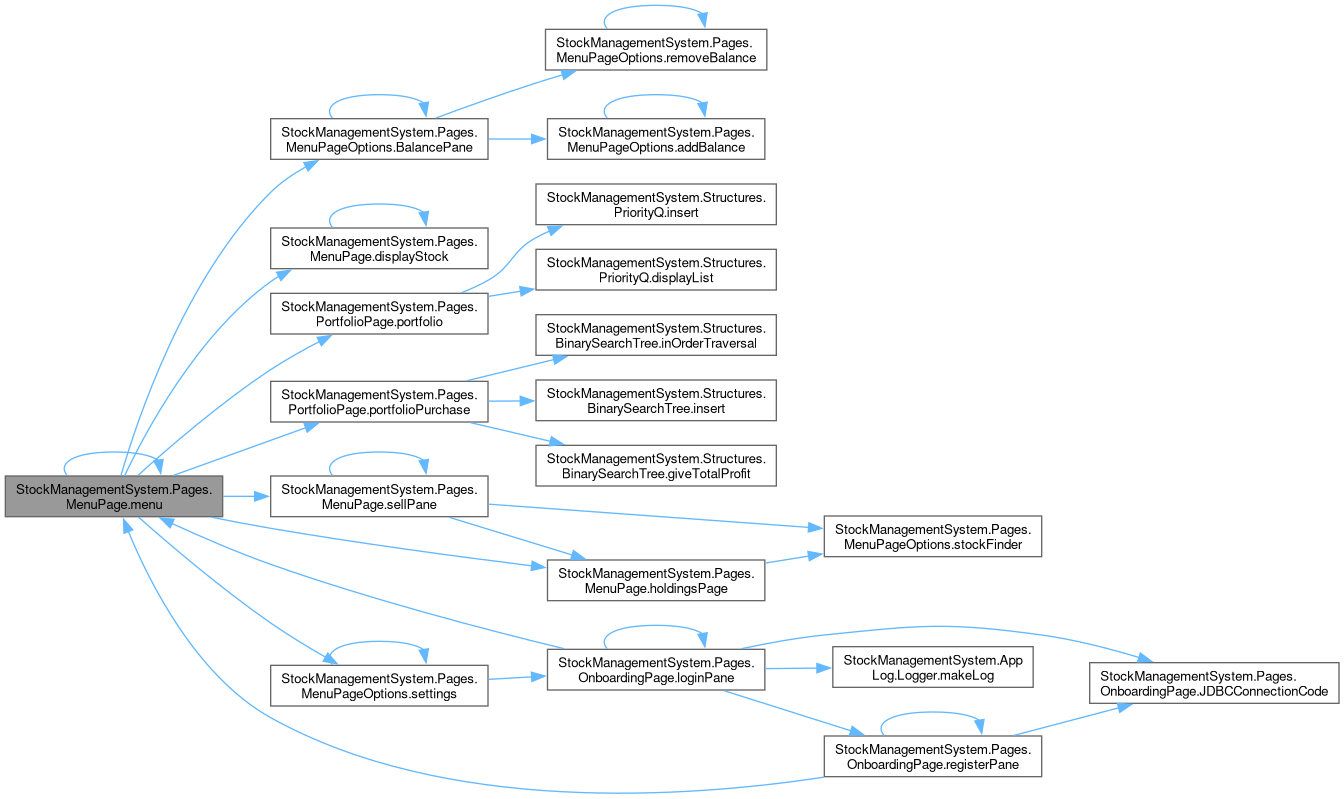 StockManagementSystem.Pages.
MenuPageOptions.removeBalance
StockManagementSystem.Pages.
MenuPageOptions.BalancePane
StockManagementSystem.Pages.
MenuPageOptions.addBalance
StockManagementSystem.Structures.
PriorityQ.insert
StockManagementSystem.Pages.
MenuPage.displayStock
StockManagementSystem.Structures.
PriorityQ.displayList
StockManagementSystem.Pages.
PortfolioPage.portfolio
StockManagementSystem.Structures.
BinarySearchTree.inOrderTraversal
StockManagementSystem.Pages.
PortfolioPage.portfolioPurchase
StockManagementSystem.Structures.
BinarySearchTree.insert
StockManagementSystem.Structures.
BinarySearchTree.giveTotalProfit
StockManagementSystem.Pages.
MenuPage.menu
StockManagementSystem.Pages.
MenuPage.sellPane
StockManagementSystem.Pages.
MenuPageOptions.stockFinder
StockManagementSystem.Pages.
MenuPage.holdingsPage
StockManagementSystem.Pages.
MenuPageOptions.settings
StockManagementSystem.Pages.
OnboardingPage.loginPane
StockManagementSystem.App
Log.Logger.makeLog
StockManagementSystem.Pages.
OnboardingPage.JDBCConnectionCode
StockManagementSystem.Pages.
OnboardingPage.registerPane